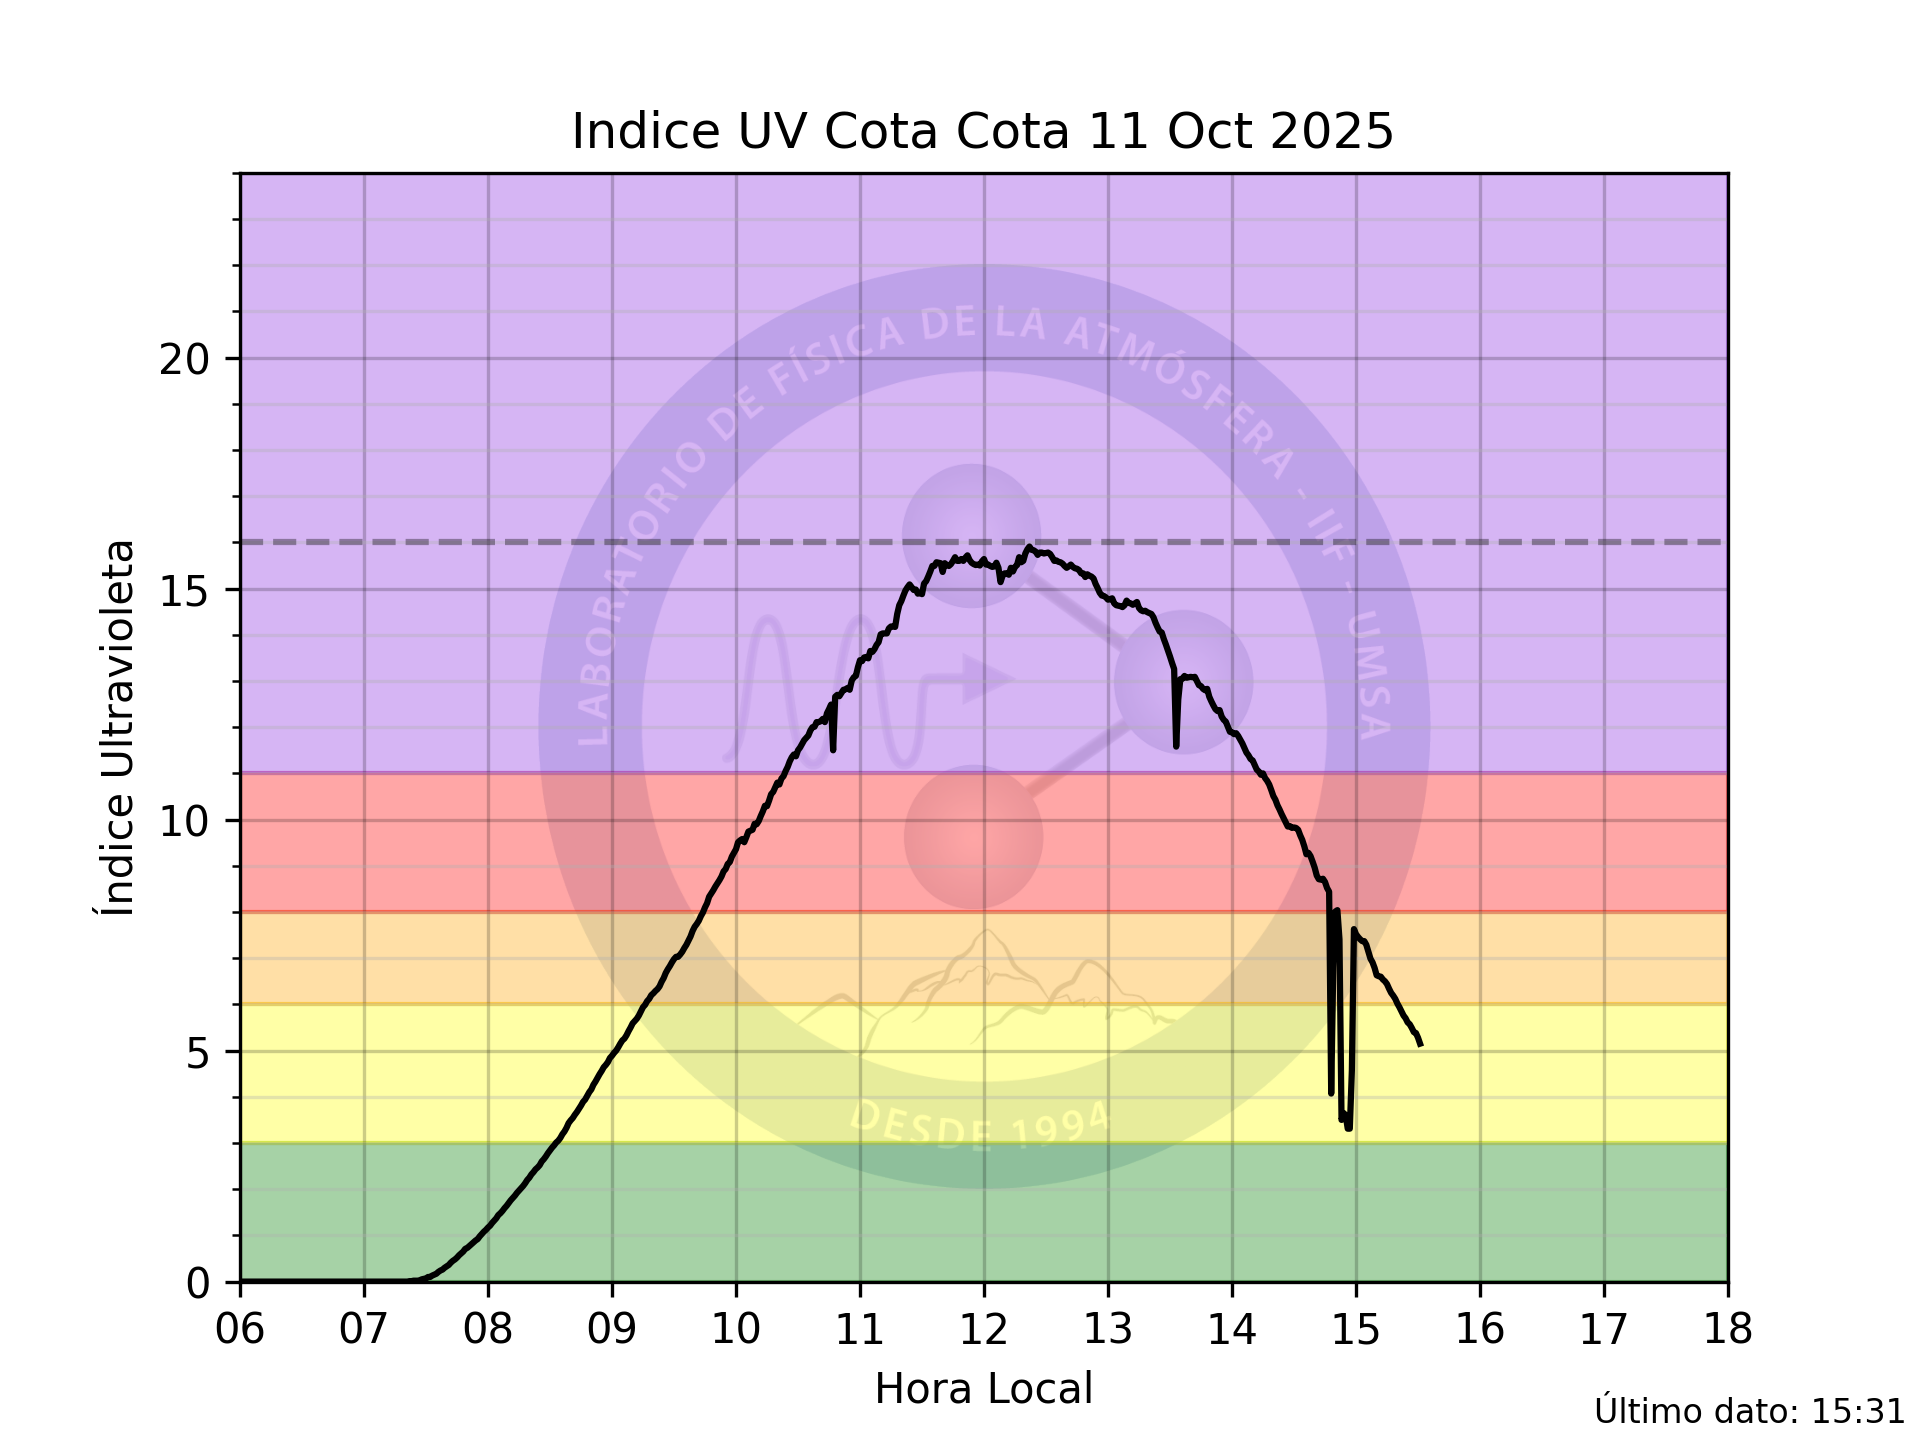 Indice UV Cota Cota 11 Oct 2025
Índice Ultravioleta
20
15
10
5
0
LABORATORIO DE FÍSICA DE LA ATMÓSFERA - IIF - UMSA
DESDE 1994
06 07 08 09 10 11 12 13 14 15 16 17 18
Hora Local
Último dato: 15:31